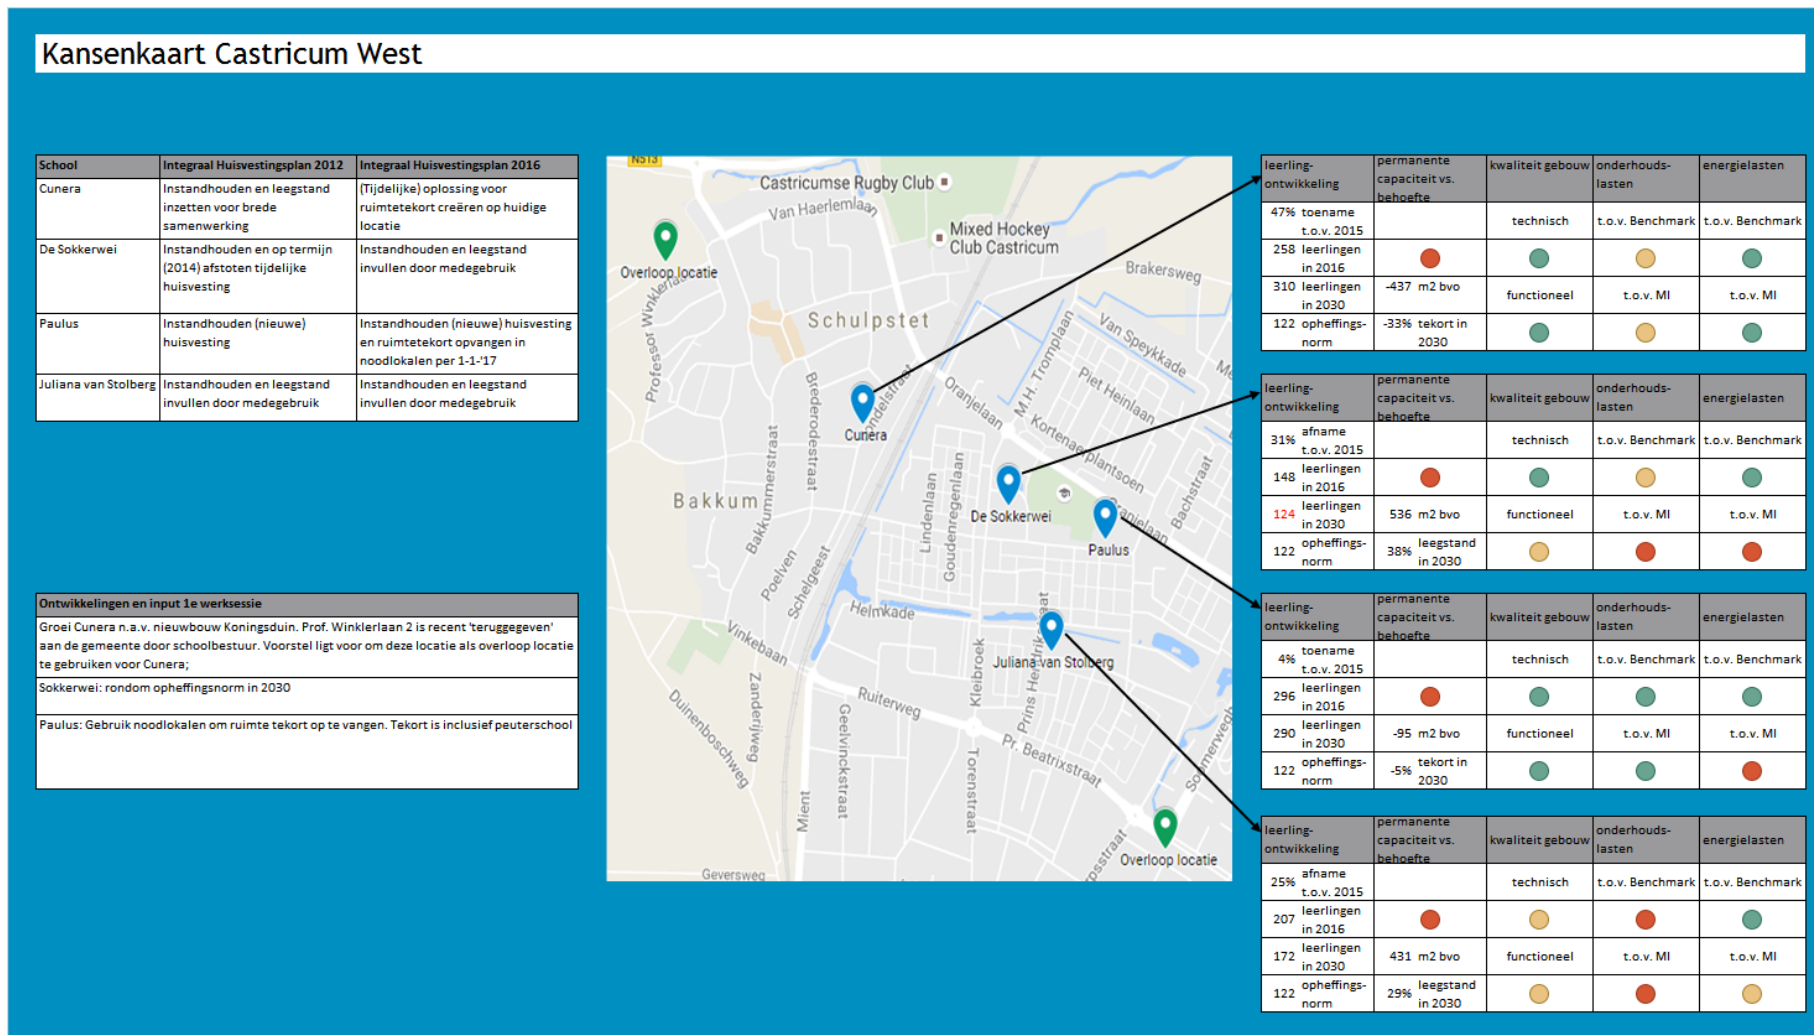 Kansenkaart Castricum West
School Integraal Huisvestingsplan 2012 Integraal Huisvestingsplan 2016
Cunera
Instandhouden en leegstand
inzetten voor brede
samenwerking
(Tijdelijke) oplossing voor
ruimtetekort creëren op huidige
locatie
De Sokkerwei
Instandhouden en op termijn
(2014) afstoten tijdelijke
huisvesting
Instandhouden en leegstand
invullen door medegebruik
Paulus
Instandhouden (nieuwe)
huisvesting
Instandhouden (nieuwe) huisvesting
en ruimtetekort opvangen in
noodlokalen per 1-1-'17
Juliana van Stolberg
Instandhouden en leegstand
invullen door medegebruik
Instandhouden en leegstand
invullen door medegebruik
Ontwikkelingen en input 1e werksessie
Groei Cunera n.a.v. nieuwbouw Koningsduin. Prof. Winklerlaan 2 is recent 'teruggegeven'
aan de gemeente door schoolbestuur. Voorstel ligt voor om deze locatie als overloop locatie
te gebruiken voor Cunera;
Sokkerwei: rondom opheffingsnorm in 2030
Paulus: Gebruik noodlokalen om ruimte tekort op te vangen. Tekort is inclusief peuterschool
N513
Castricumse Rugby Club
Van Haerlemlaan
Mixed Hockey
Club Castricum
Overloop locatie
Brakersweg
Professor Winklerlaan
Schulpstet
Van Speykkade
M.H. Tromplaan
Piet Heinlaan
Oranjelaan
Brederodestraat
Cunera
Kortenaerplantsoen
Bakkummerstraat
Bakkum
Lindenlaan
Goudenregenlaan
De Sokkerwei
Oranjelaan
Bachstraat
Paulus
Poelven
Schelgeest
Helmkade
Vinkebaan
Juliana van Stolberg
Kleibroek
Ruiterweg
Duinenboschweg
Zanderijweg
Geelvinckstraat
Pr. Beatrixstraat
Torenstraat
Mient
Overloop locatie
Geversweg
leerling-
ontwikkeling
permanente
capaciteit vs.
behoefte
kwaliteit gebouw
onderhouds-
lasten
energielasten
47% toename
t.o.v. 2015
technisch t.o.v. Benchmark t.o.v. Benchmark
258 leerlingen
in 2016
310 leerlingen
in 2030
-437 m2 bvo functioneel t.o.v. MI t.o.v. MI
122 opheffings-
norm
-33% tekort in
2030
leerling-
ontwikkeling
permanente
capaciteit vs.
behoefte
kwaliteit gebouw
onderhouds-
lasten
energielasten
31% afname
t.o.v. 2015
technisch t.o.v. Benchmark t.o.v. Benchmark
148 leerlingen
in 2016
124 leerlingen
in 2030
536 m2 bvo functioneel t.o.v. MI t.o.v. MI
122 opheffings-
norm
38% leegstand
in 2030
leerling-
ontwikkeling
permanente
capaciteit vs.
behoefte
kwaliteit gebouw
onderhouds-
lasten
energielasten
4% toename
t.o.v. 2015
technisch t.o.v. Benchmark t.o.v. Benchmark
296 leerlingen
in 2016
290 leerlingen
in 2030
-95 m2 bvo functioneel t.o.v. MI t.o.v. MI
122 opheffings-
norm
-5% tekort in
2030
leerling-
ontwikkeling
permanente
capaciteit vs.
behoefte
kwaliteit gebouw
onderhouds-
lasten
energielasten
25% afname
t.o.v. 2015
technisch t.o.v. Benchmark t.o.v. Benchmark
207 leerlingen
in 2016
172 leerlingen
in 2030
431 m2 bvo functioneel t.o.v. MI t.o.v. MI
122 opheffings-
norm
29% leegstand
in 2030